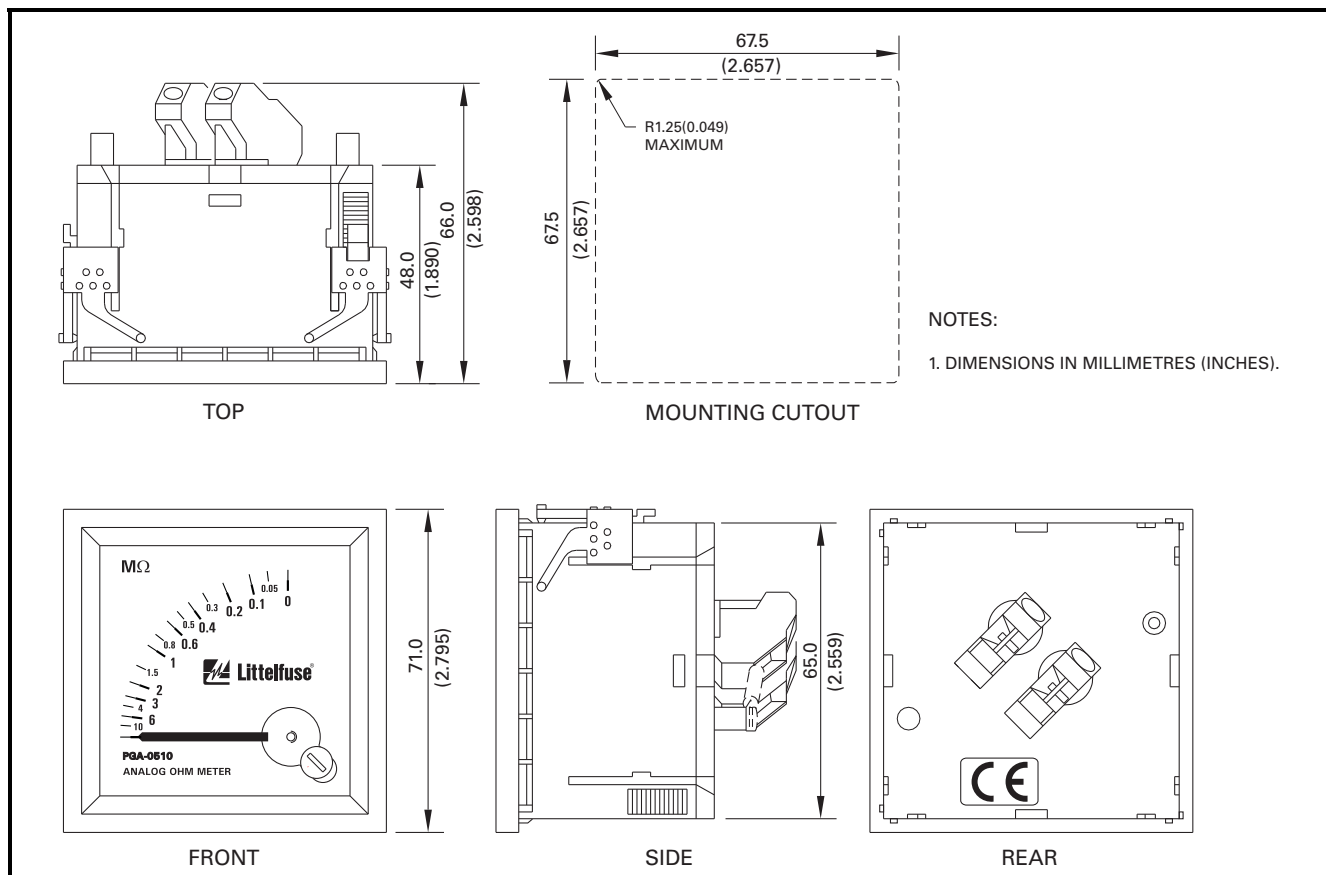 67.5
(2.657)
R1.25(0.049)
MAXIMUM
67.5
(2.657)
48.0
(1.890)
66.0
(2.598)
NOTES:
1. DIMENSIONS IN MILLIMETRES (INCHES).
TOP
MOUNTING CUTOUT
MΩ
0
0.05
0.1
0.2
0.3
0.4
0.5
0.6
0.8
1
1.5
2
3
4
6
10
Littelfuse®
PGA-0510
ANALOG OHM METER
71.0
(2.795)
65.0
(2.559)
CE
FRONT
SIDE
REAR